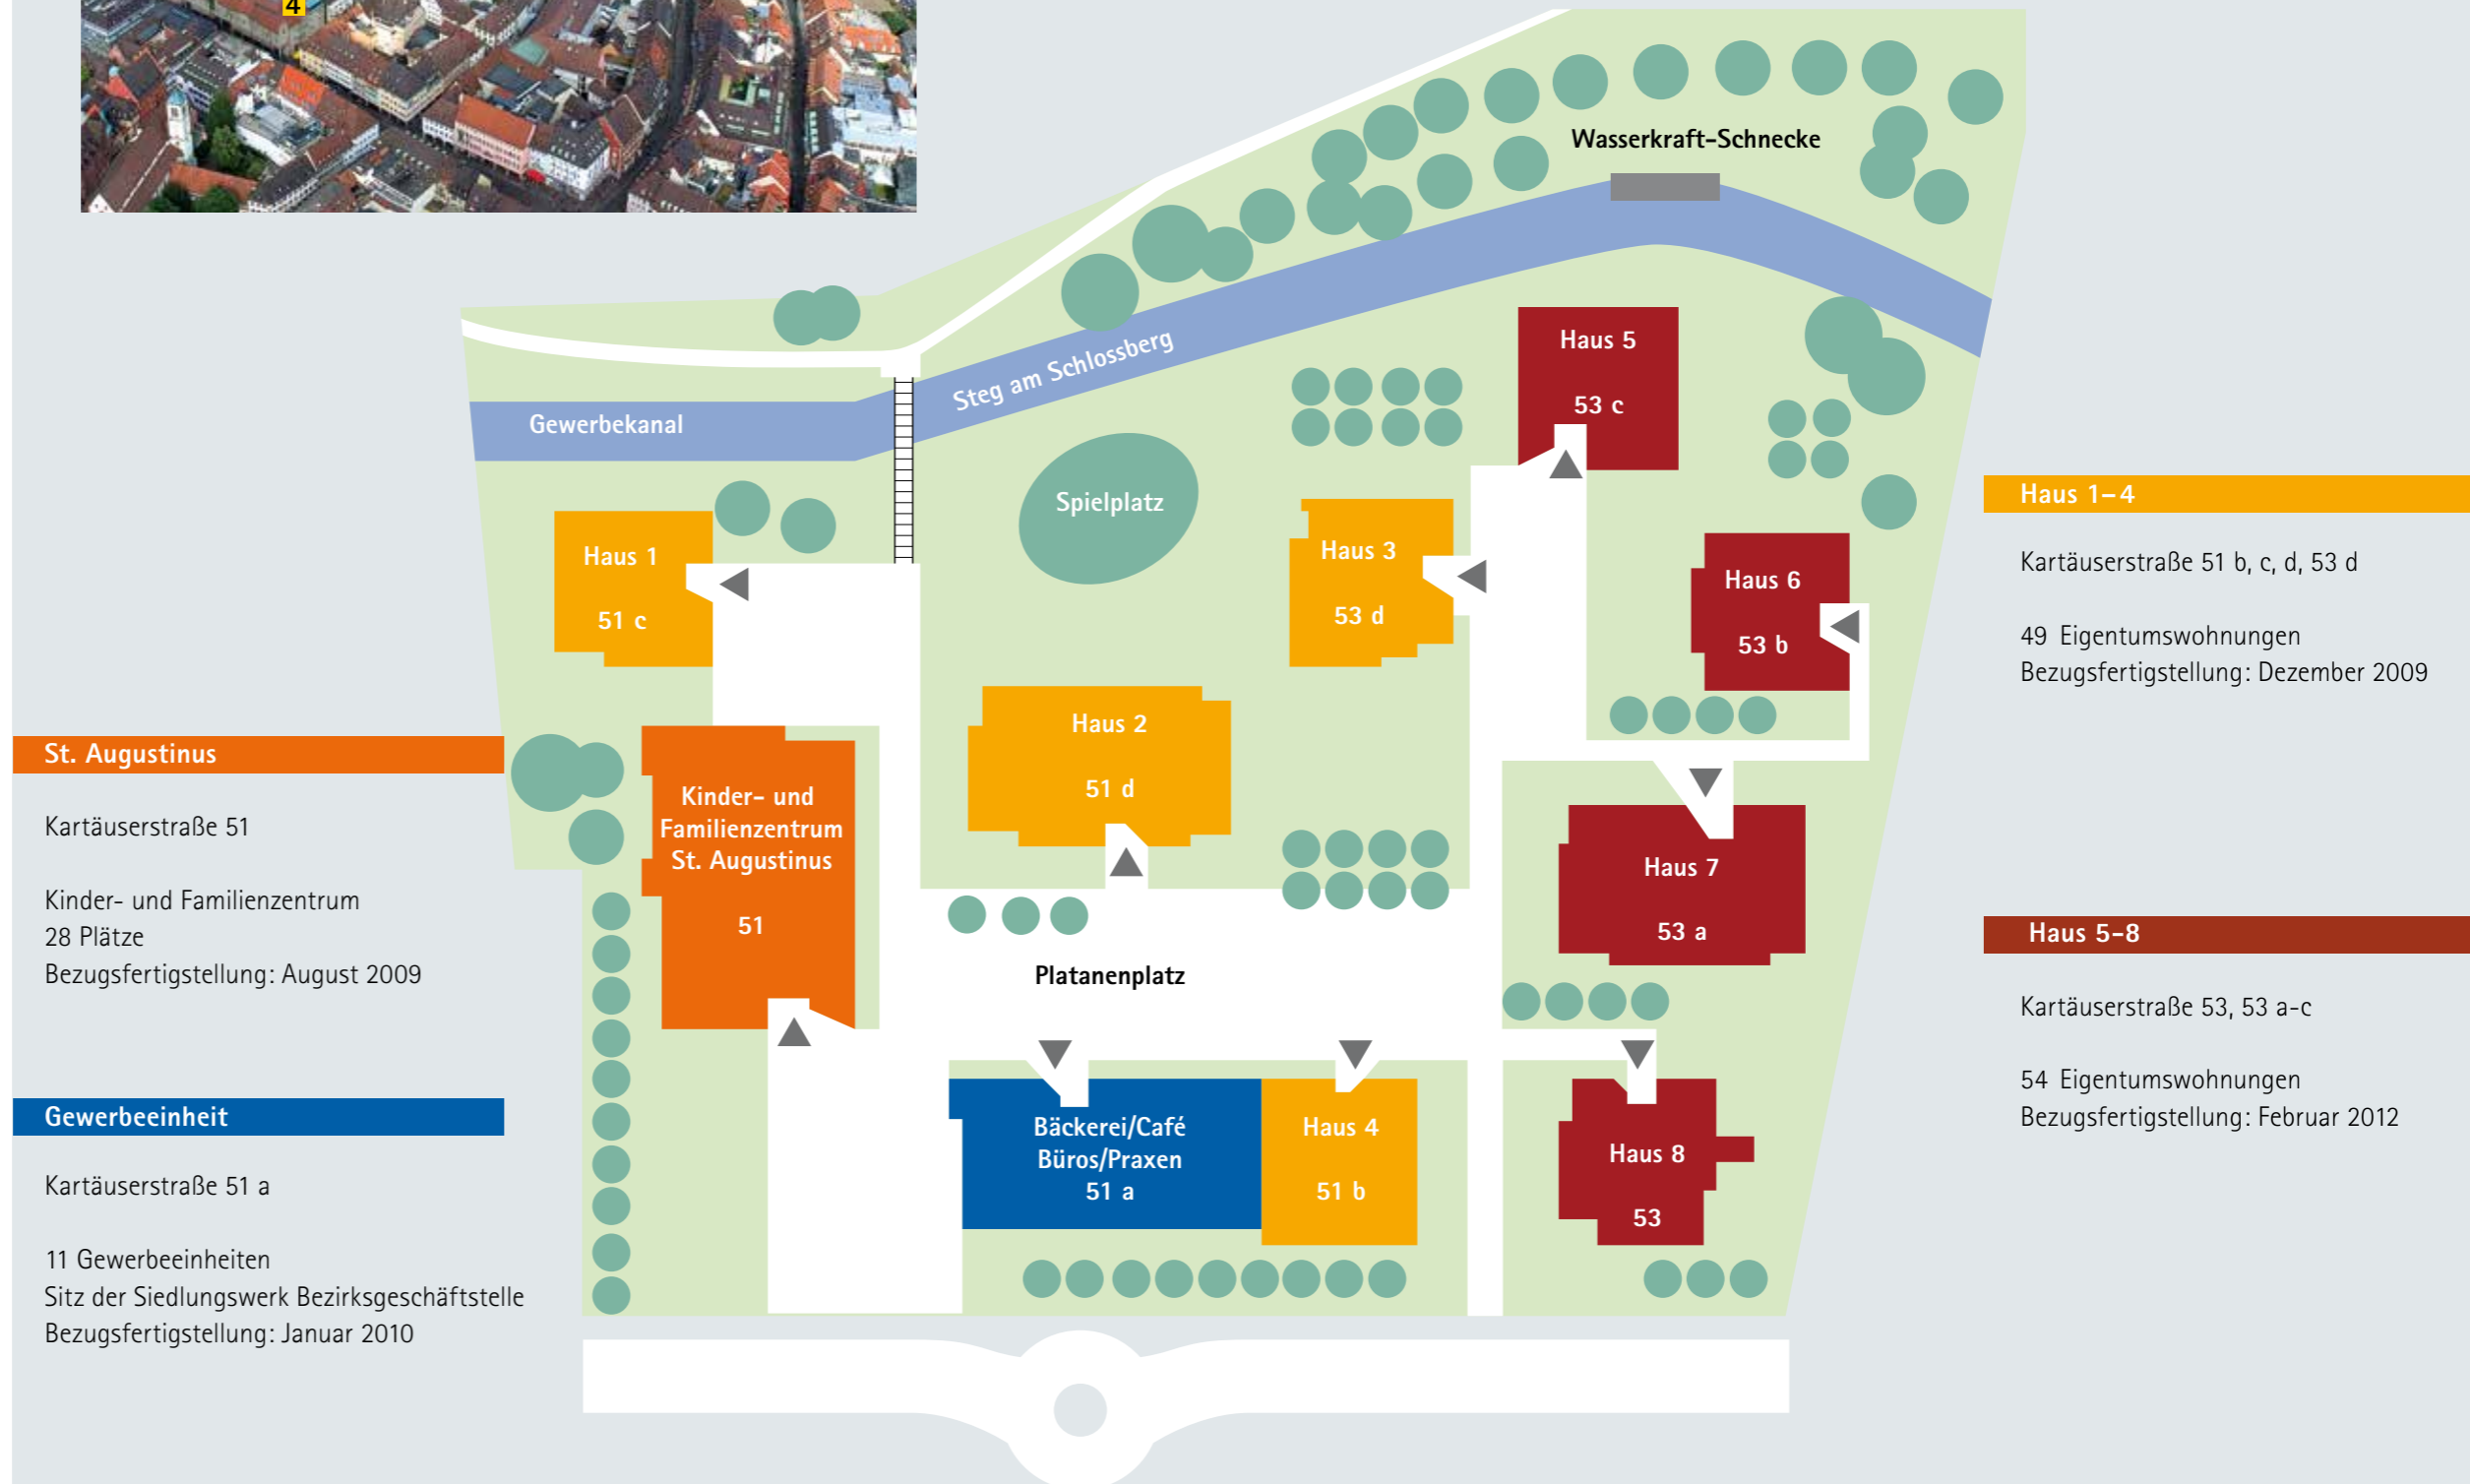 4
Wasserkraft-Schnecke
Steg am Schlossberg
Gewerbekanal
Spielplatz
Haus 1
51 c
Haus 2
51 d
Haus 3
53 d
Haus 5
53 c
Haus 6
53 b
Haus 7
53 a
Kinder- und
Familienzentrum
St. Augustinus
51
Platanenplatz
Bäckerei/Café
Büros/Praxen
51 a
Haus 4
51 b
Haus 8
53
St. Augustinus
Kartäuserstraße 51
Kinder- und Familienzentrum
28 Plätze
Bezugsfertigstellung: August 2009
Gewerbeeinheit
Kartäuserstraße 51 a
11 Gewerbeeinheiten
Sitz der Siedlungswerk Bezirksgeschäftstelle
Bezugsfertigstellung: Januar 2010
Haus 1–4
Kartäuserstraße 51 b, c, d, 53 d
49 Eigentumswohnungen
Bezugsfertigstellung: Dezember 2009
Haus 5-8
Kartäuserstraße 53, 53 a-c
54 Eigentumswohnungen
Bezugsfertigstellung: Februar 2012